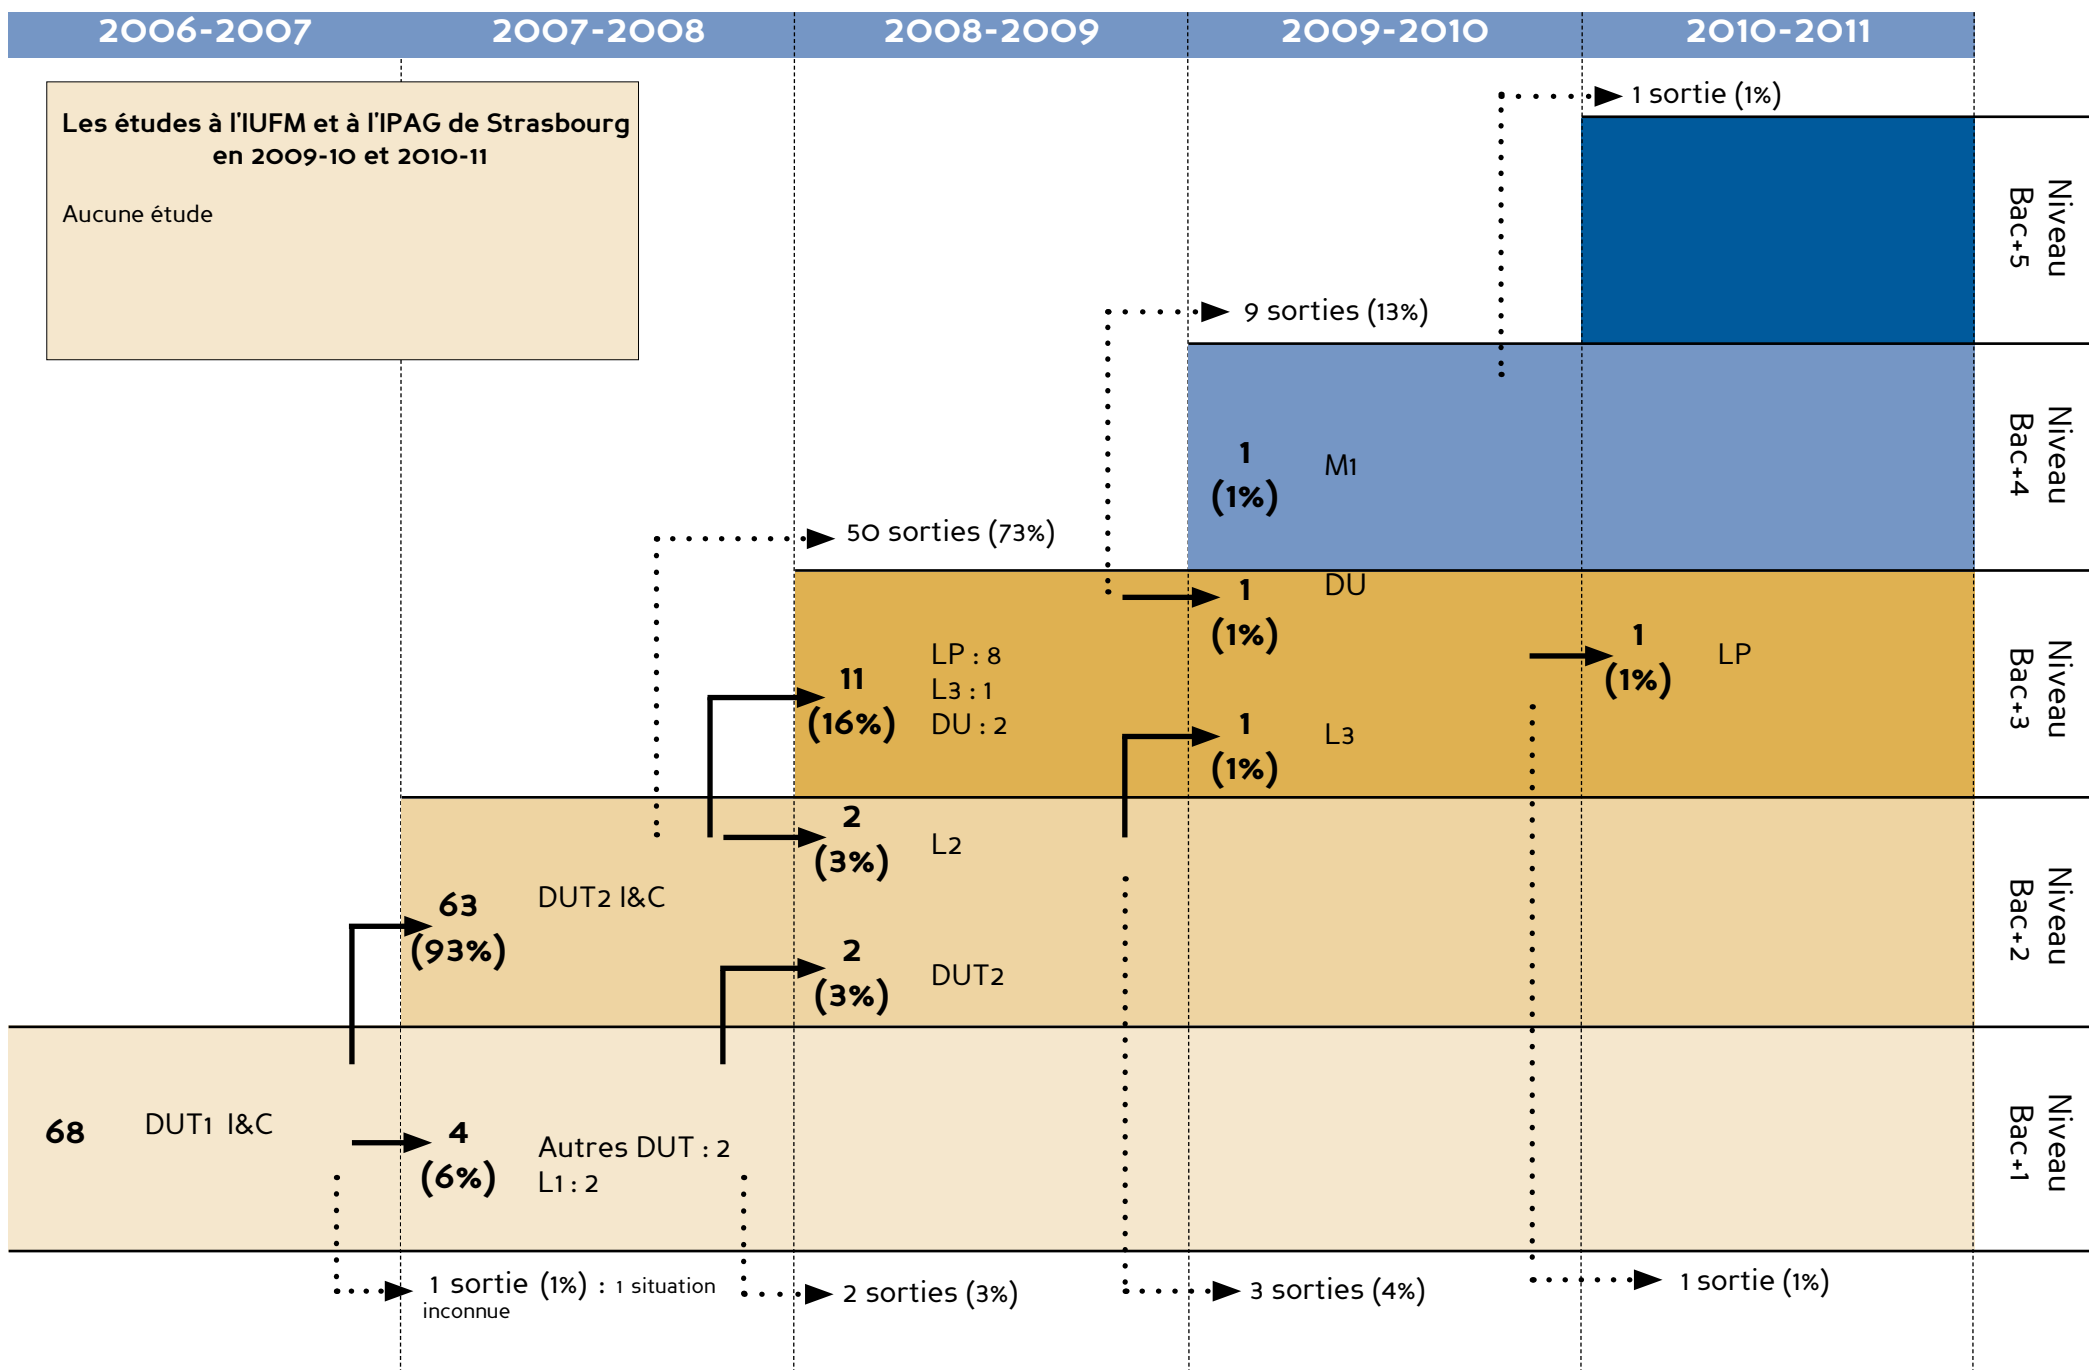 2006-2007 2007-2008 2008-2009 2009-2010 2010-2011
Les études à l'IUFM et à l'IPAG de Strasbourg
en 2009-10 et 2010-11
Aucune étude
1 sortie (1%)
Niveau
Bac+5
9 sorties (13%)
1
(1%)
M1
Niveau
Bac+4
50 sorties (73%)
11
(16%)
LP : 8
L3 : 1
DU : 2
1
(1%)
DU
1
(1%)
L3
1
(1%)
LP
Niveau
Bac+3
63
(93%)
DUT2 I&C
2
(3%)
L2
2
(3%)
DUT2
Niveau
Bac+2
68
DUT1 I&C
4
(6%)
Autres DUT : 2
L1 : 2
Niveau
Bac+1
1 sortie (1%) : 1 situation
inconnue
2 sorties (3%)
3 sorties (4%)
1 sortie (1%)